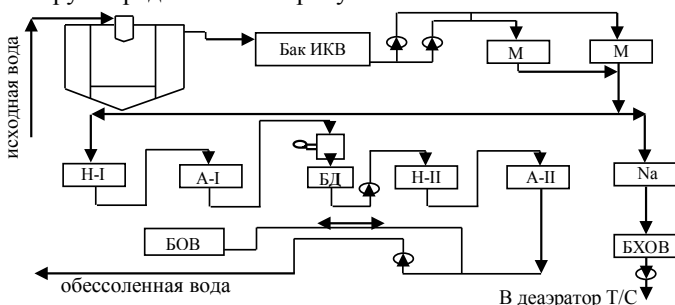 исходная вода
Бак ИКВ
М
М
Н-I
А-I
БД
Н-II
А-II
Na
БОВ
БХОВ
обессоленная вода
В деаэратор Т/С